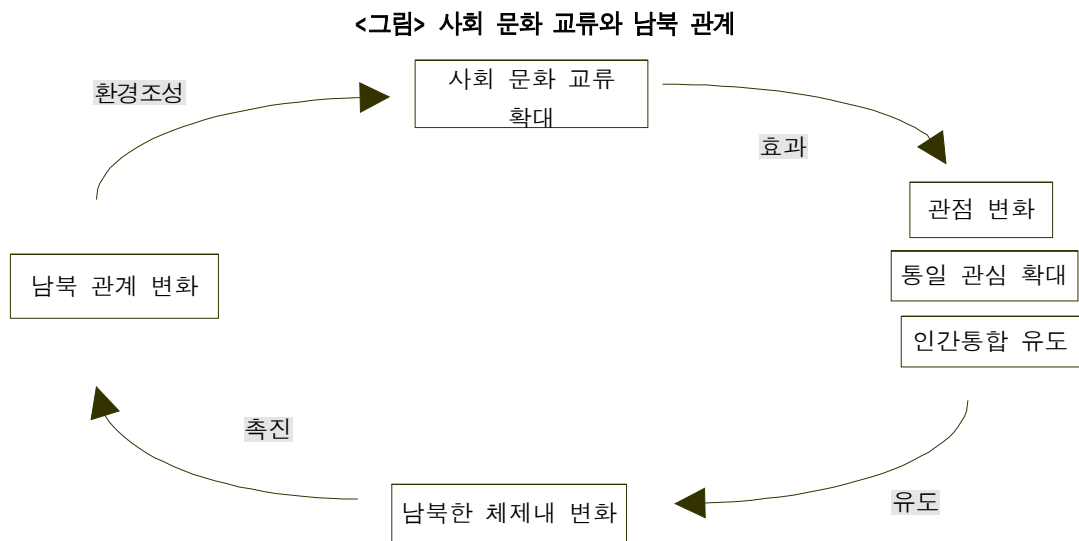 <그림> 사회 문화 교류와 남북 관계
환경조성
사회 문화 교류
확대
효과
관점 변화
통일 관심 확대
인간통합 유도
남북 관계 변화
촉진
유도
남북한 체제내 변화